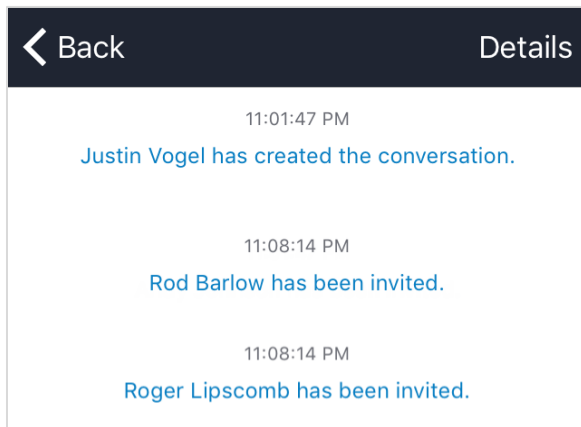 Back Details
11:01:47 PM
Justin Vogel has created the conversation.
11:08:14 PM
Rod Barlow has been invited.
11:08:14 PM
Roger Lipscomb has been invited.